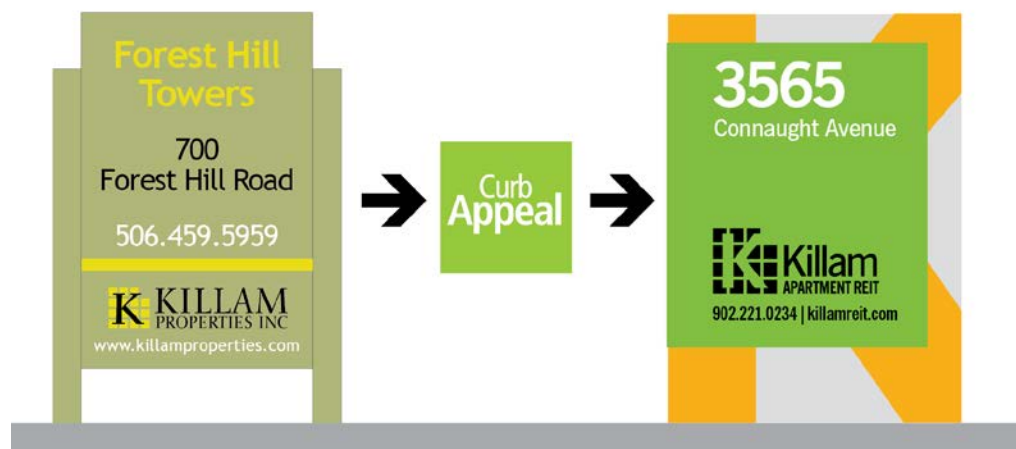 Forest Hill
Towers
700
Forest Hill Road
506.459.5959
K KILLAM
PROPERTIES INC
www.killamproperties.com
Curb
Appeal
3565
Connaught Avenue
K Killam
APARTMENT REIT
902.221.0234 | killamreit.com